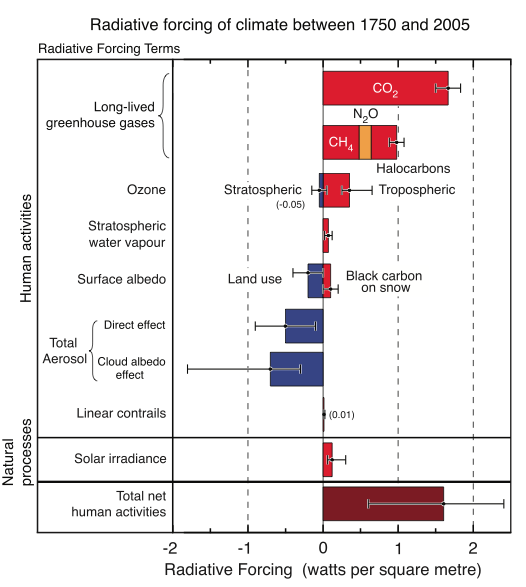 Radiative forcing of climate between 1750 and 2005
Radiative Forcing Terms
Human activities
Long-lived
greenhouse gases
CO2
N2O
CH4
Halocarbons
Ozone
Stratospheric
(-0.05)
Tropospheric
Stratospheric
water vapour
Surface albedo
Land use
Black carbon
on snow
Total
Aerosol
Direct effect
Cloud albedo
effect
Linear contrails
(0.01)
Natural
processes
Solar irradiance
Total net
human activities
-2 -1 0 1 2
Radiative Forcing (watts per square metre)